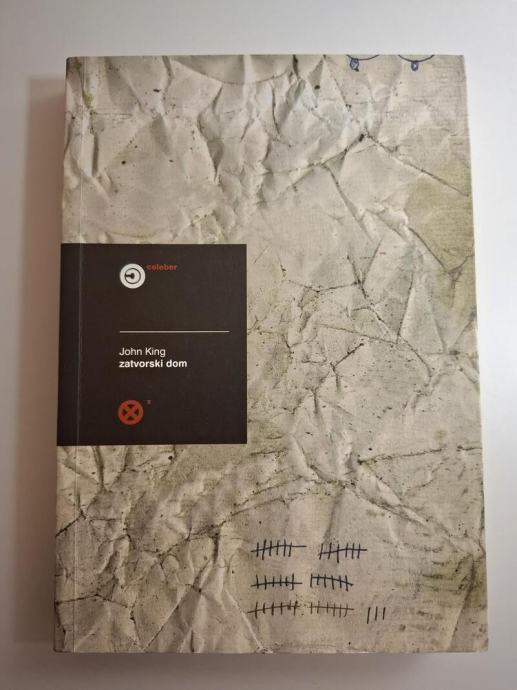 celeber
John King
zatvorski dom
x